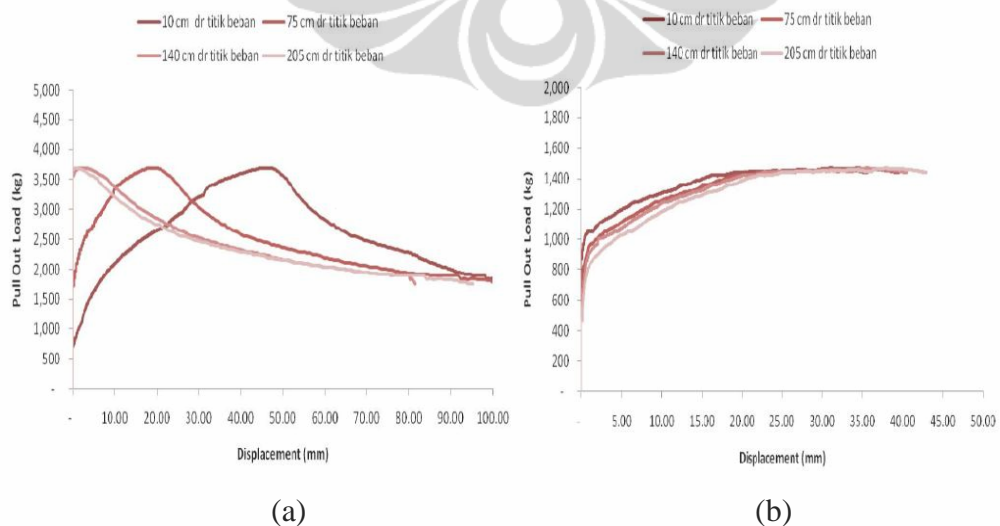 10 cm dr titik beban 75 cm dr titik beban
140 cm dr titik beban 205 cm dr titik beban
5,000
4,500
4,000
3,500
3,000
2,500
2,000
1,500
1,000
500
-
Pull Out Load (kg)
- 10.00 20.00 30.00 40.00 50.00 60.00 70.00 80.00 90.00 100.00
Displacement (mm)
(a)
10 cm dr titik beban 75 cm dr titik beban
140 cm dr titik beban 205 cm dr titik beban
2,000
1,800
1,600
1,400
1,200
1,000
800
600
400
200
-
Pull Out Load (kg)
- 5.00 10.00 15.00 20.00 25.00 30.00 35.00 40.00 45.00 50.00
Displacement (mm)
(b)